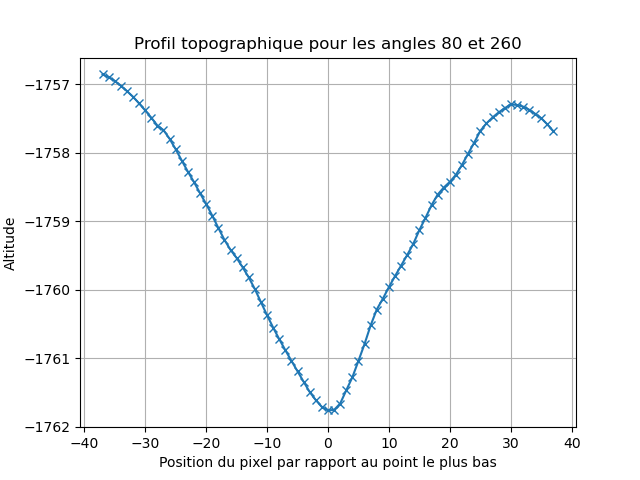 Profil topographique pour les angles 80 et 260
Altitude
−1757
−1758
−1759
−1760
−1761
−1762
−40 −30 −20 −10 0 10 20 30 40
Position du pixel par rapport au point le plus bas